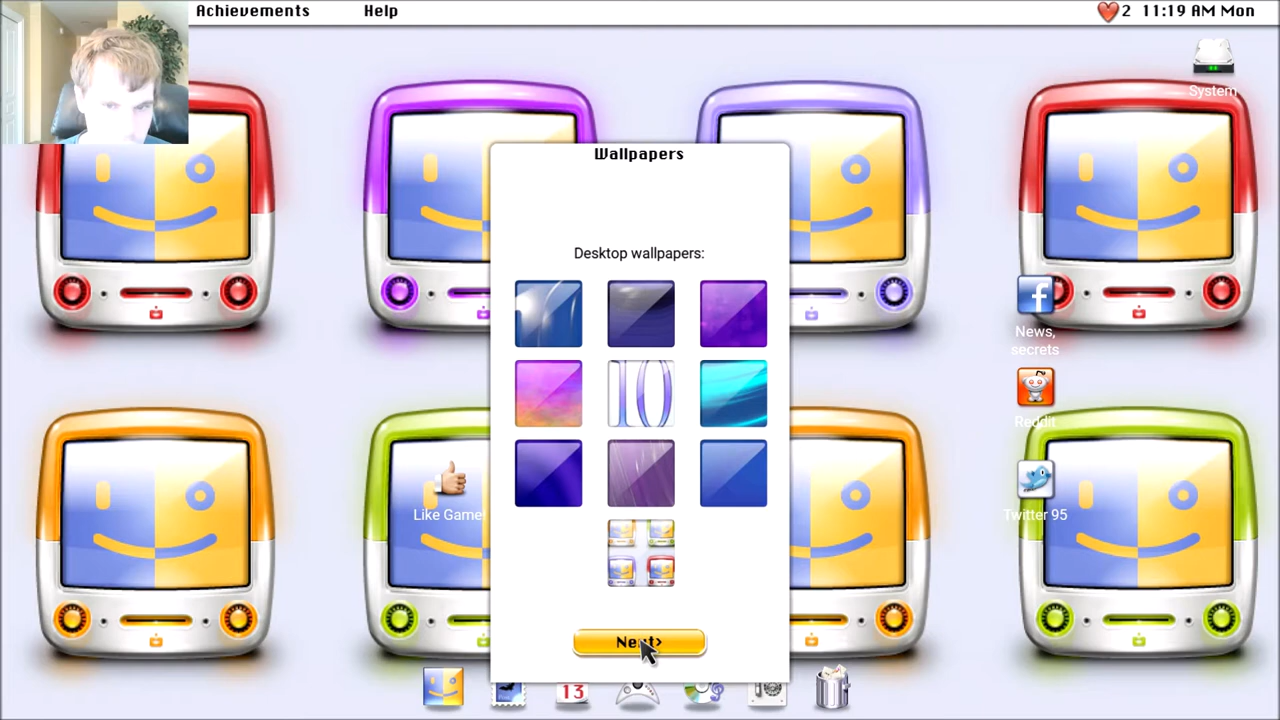 Achievements Help 2 11:19 AM Mon
System
Wallpapers
Desktop wallpapers:
10
News,
secrets
Reddit
Like Game!
Twitter 95
Next>
13